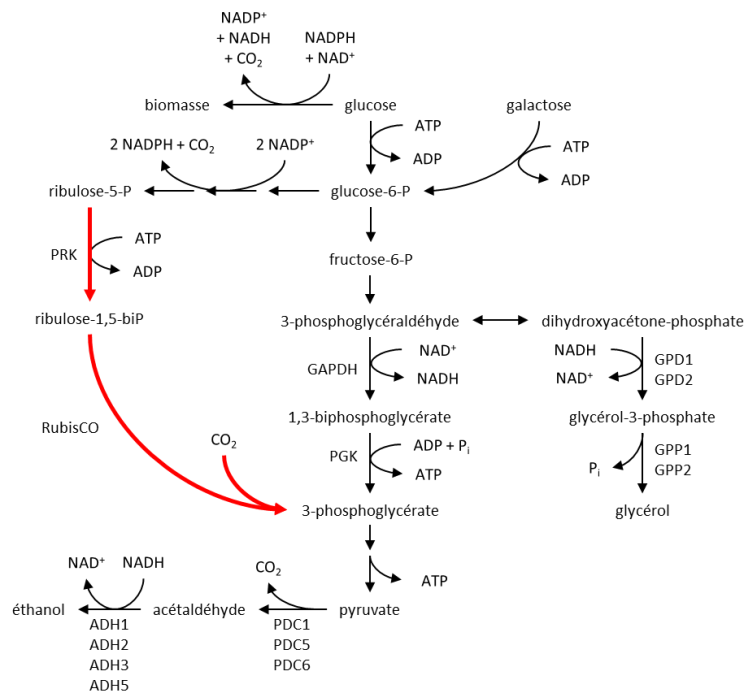 NADP⁺
+ NADH
+ CO₂
NADPH
+ NAD⁺
biomasse
glucose
galactose
ATP
ADP
ATP
ADP
2 NADPH + CO₂
2 NADP⁺
ribulose-5-P
glucose-6-P
PRK
ATP
ADP
fructose-6-P
ribulose-1,5-biP
3-phosphoglycéraldéhyde
dihydroxyacétone-phosphate
GAPDH
NAD⁺
NADH
NADH
NAD⁺
GPD1
GPD2
1,3-biphosphoglycérate
glycérol-3-phosphate
RubisCO
CO₂
PGK
ADP + Pᵢ
ATP
Pᵢ
GPP1
GPP2
3-phosphoglycérate
glycérol
NAD⁺
NADH
CO₂
ATP
éthanol
acétaldéhyde
pyruvate
ADH1
ADH2
ADH3
ADH5
PDC1
PDC5
PDC6